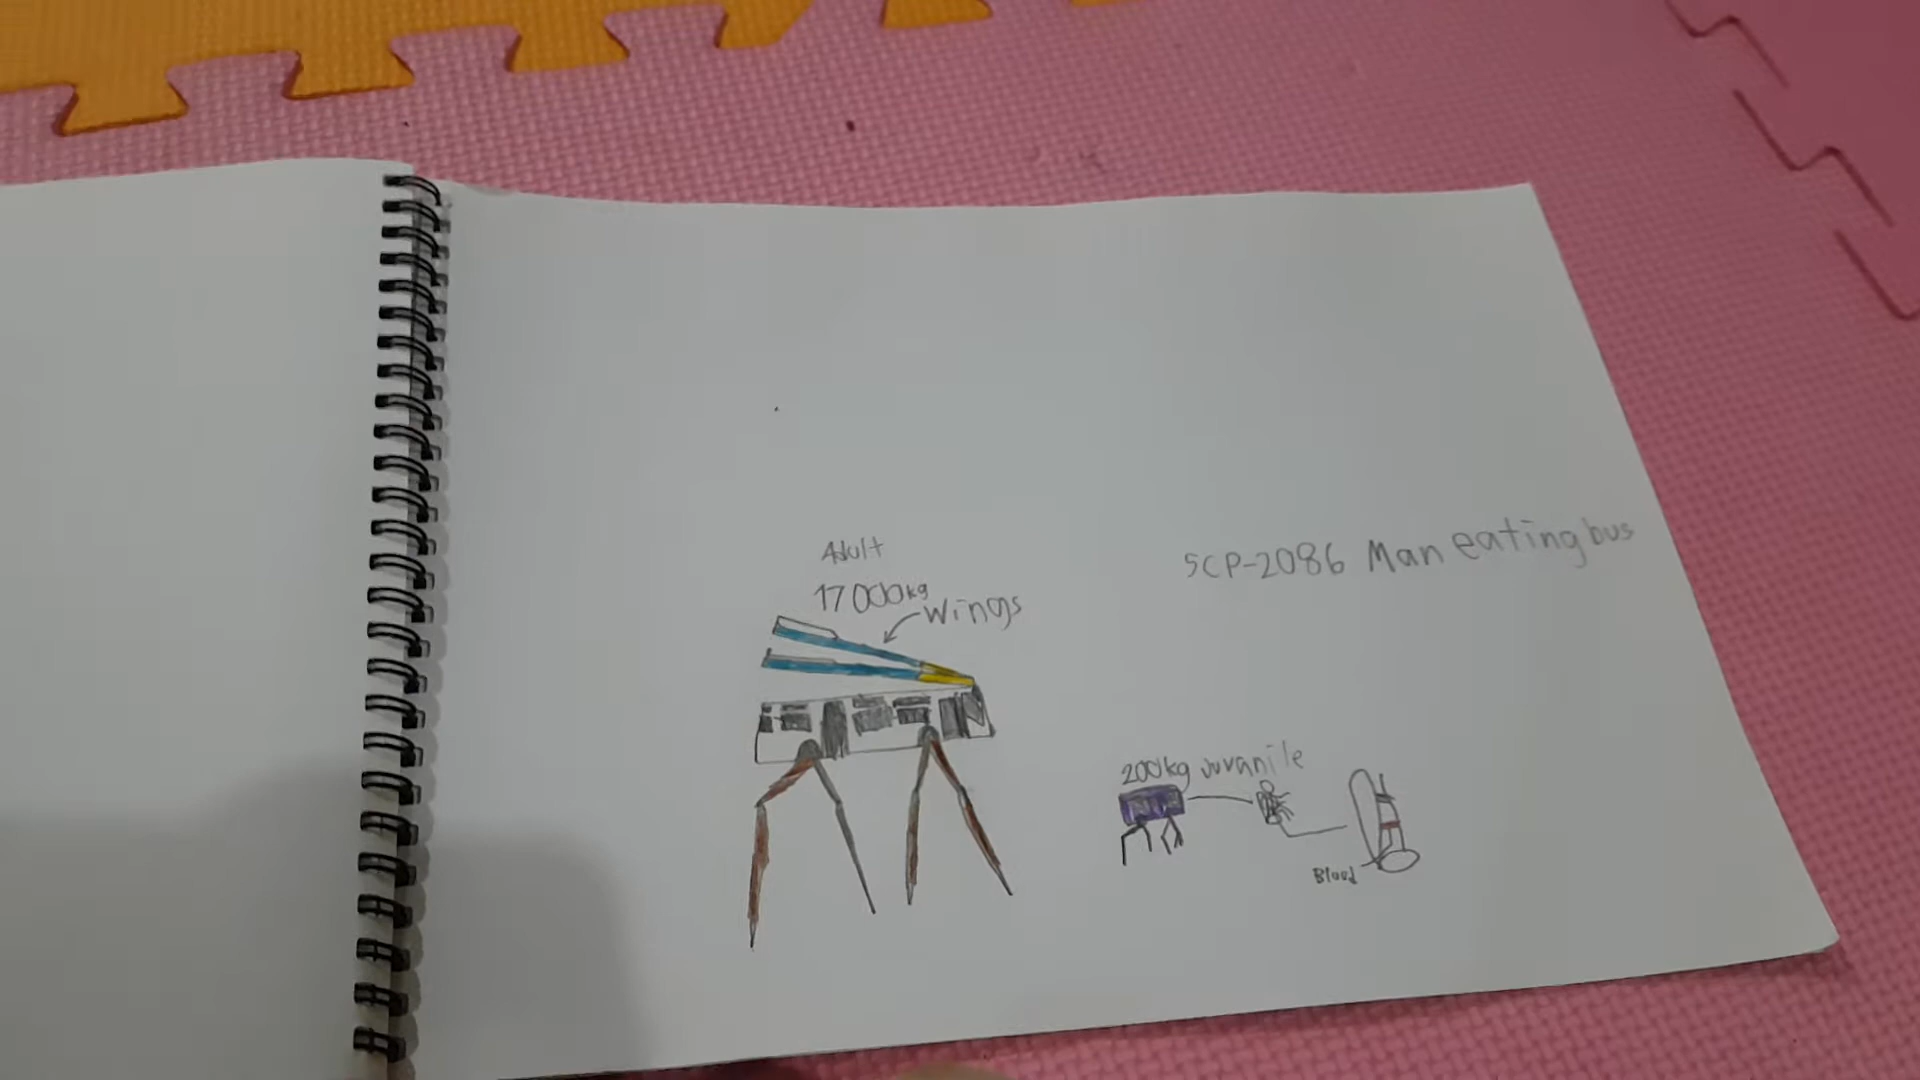 Adult
17000kg
Wings
SCP-2086 Man eating bus
200kg Juvanile
Blood